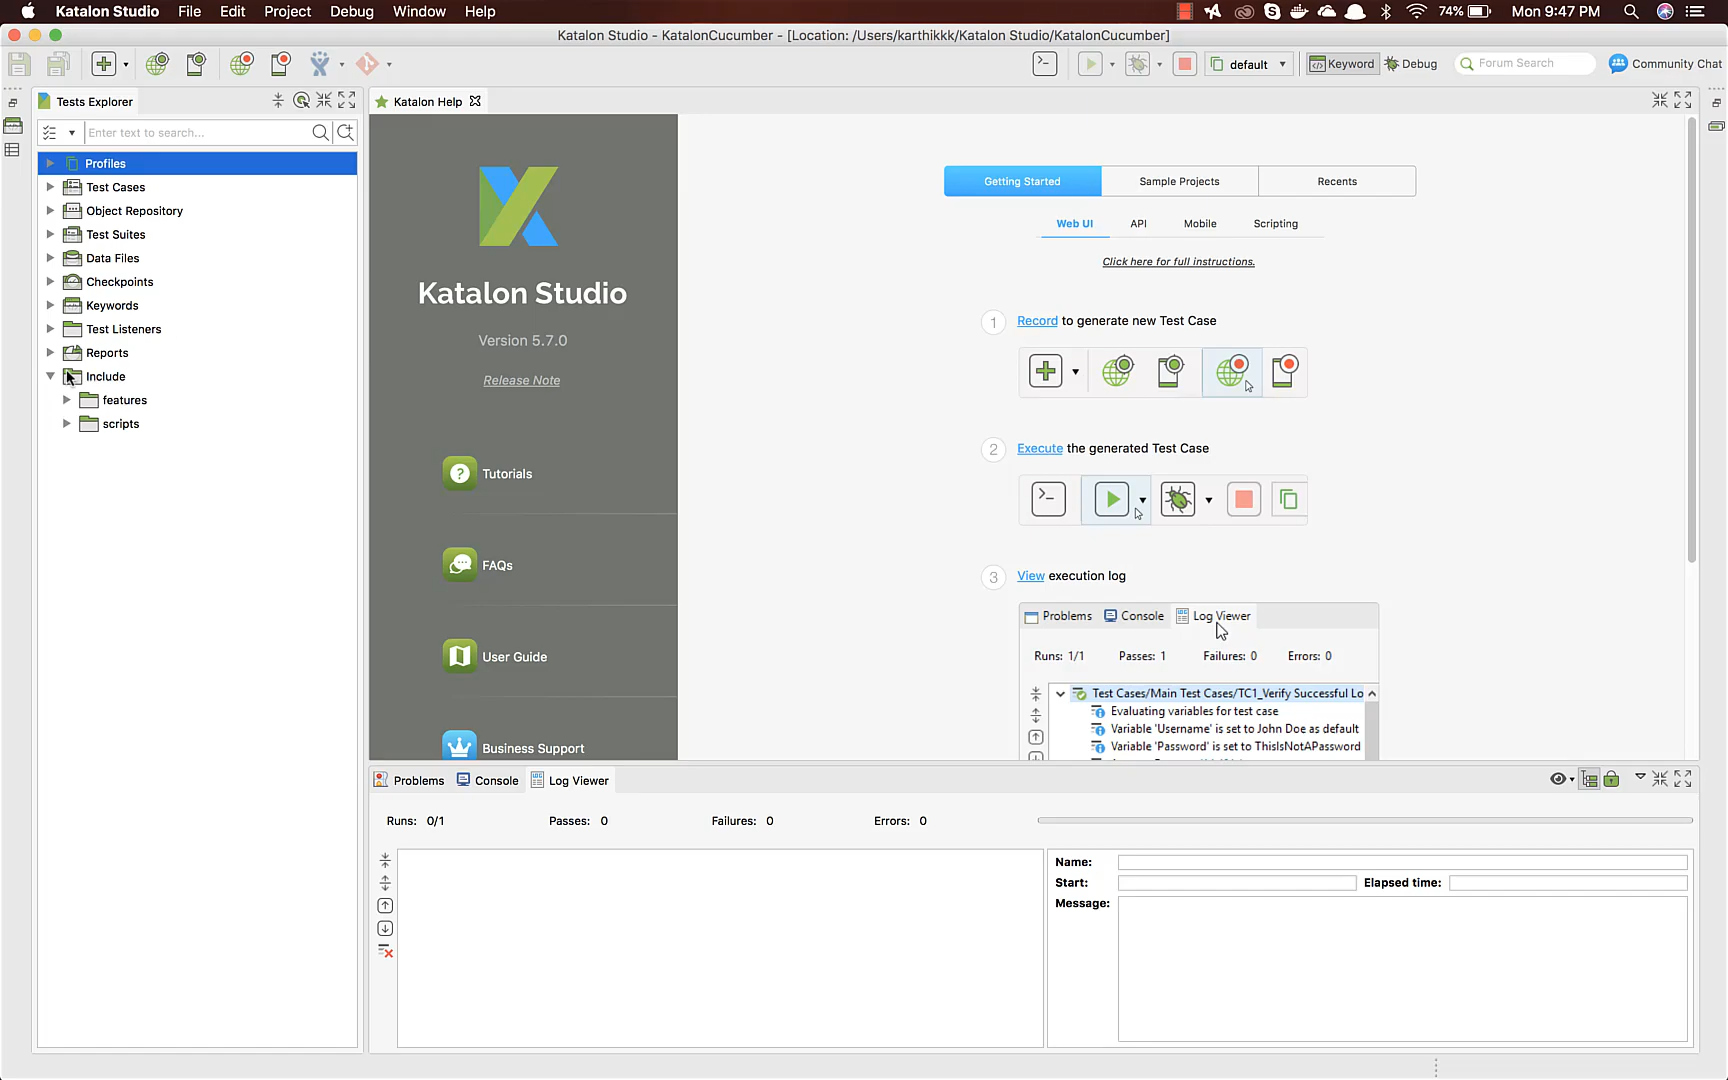 Katalon Studio File Edit Project Debug Window Help 74% Mon 9:47 PM
Katalon Studio - KatalonCucumber - [Location: /Users/karthikkk/Katalon Studio/KatalonCucumber]
default Keyword Debug Forum Search Community Chat
Tests Explorer
Enter text to search...
Profiles
Test Cases
Object Repository
Test Suites
Data Files
Checkpoints
Keywords
Test Listeners
Reports
Include
features
scripts
Katalon Help
Katalon Studio
Version 5.7.0
Release Note
Tutorials
FAQs
User Guide
Business Support
Getting Started Sample Projects Recents
Web UI API Mobile Scripting
Click here for full instructions.
1 Record to generate new Test Case
2 Execute the generated Test Case
3 View execution log
Problems Console Log Viewer
Runs: 1/1 Passes: 1 Failures: 0 Errors: 0
Test Cases/Main Test Cases/TC1_Verify Successful Lo
Evaluating variables for test case
Variable 'Username' is set to John Doe as default
Variable 'Password' is set to ThisIsNotAPassword
Problems Console Log Viewer
Runs: 0/1 Passes: 0 Failures: 0 Errors: 0
Name:
Start: Elapsed time:
Message: